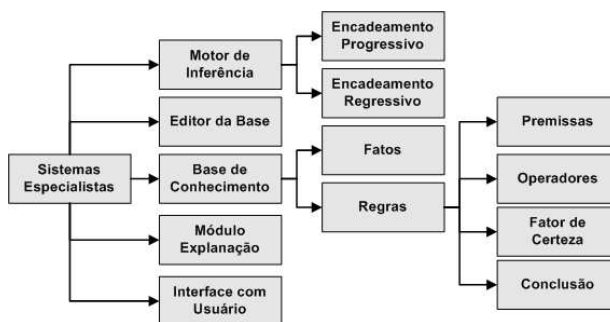 Sistemas
Especialistas
Motor de
Inferência
Encadeamento
Progressivo
Encadeamento
Regressivo
Editor da Base
Base de
Conhecimento
Fatos
Regras
Premissas
Operadores
Fator de
Certeza
Conclusão
Módulo
Explanação
Interface com
Usuário